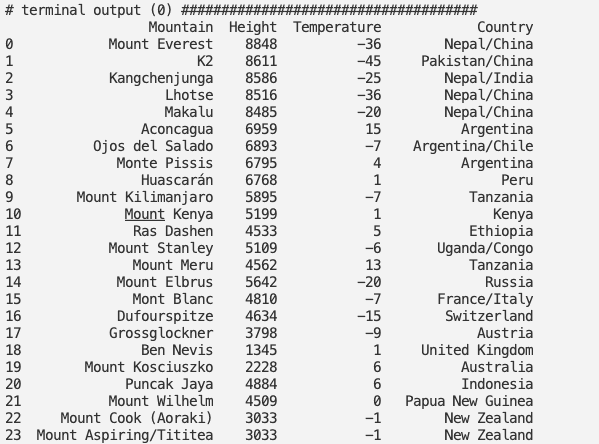 # terminal output (0) #####################################
Mountain Height Temperature Country
0 Mount Everest 8848 -36 Nepal/China
1 K2 8611 -45 Pakistan/China
2 Kangchenjunga 8586 -25 Nepal/India
3 Lhotse 8516 -36 Nepal/China
4 Makalu 8485 -20 Nepal/China
5 Aconcagua 6959 15 Argentina
6 Ojos del Salado 6893 -7 Argentina/Chile
7 Monte Pissis 6795 4 Argentina
8 Huascarán 6768 1 Peru
9 Mount Kilimanjaro 5895 -7 Tanzania
10 Mount Kenya 5199 1 Kenya
11 Ras Dashen 4533 5 Ethiopia
12 Mount Stanley 5109 -6 Uganda/Congo
13 Mount Meru 4562 13 Tanzania
14 Mount Elbrus 5642 -20 Russia
15 Mont Blanc 4810 -7 France/Italy
16 Dufourspitze 4634 -15 Switzerland
17 Grossglockner 3798 -9 Austria
18 Ben Nevis 1345 1 United Kingdom
19 Mount Kosciuszko 2228 6 Australia
20 Puncak Jaya 4884 6 Indonesia
21 Mount Wilhelm 4509 0 Papua New Guinea
22 Mount Cook (Aoraki) 3033 -1 New Zealand
23 Mount Aspiring/Tititea 3033 -1 New Zealand